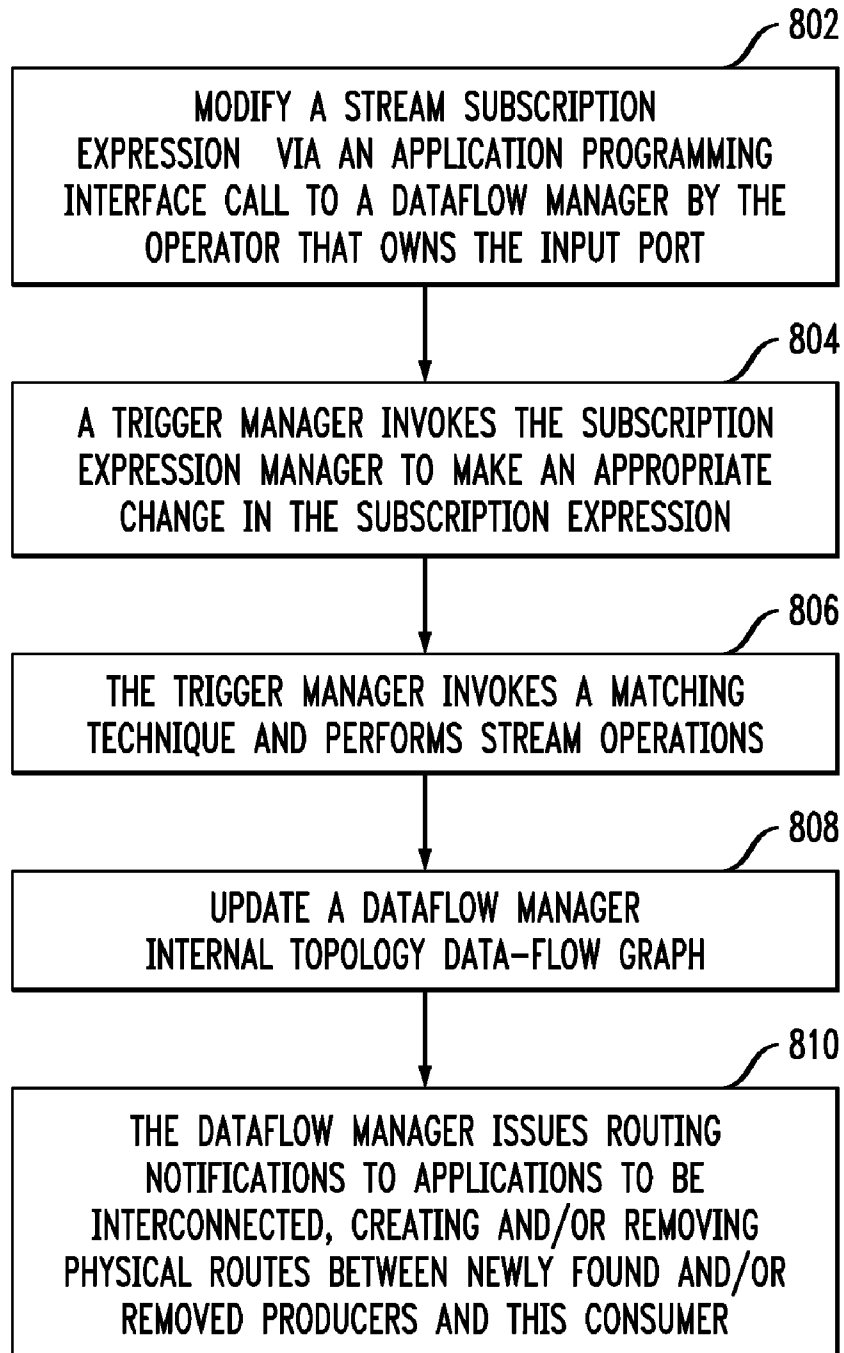 802
MODIFY A STREAM SUBSCRIPTION
EXPRESSION VIA AN APPLICATION PROGRAMMING
INTERFACE CALL TO A DATAFLOW MANAGER BY THE
OPERATOR THAT OWNS THE INPUT PORT
804
A TRIGGER MANAGER INVOKES THE SUBSCRIPTION
EXPRESSION MANAGER TO MAKE AN APPROPRIATE
CHANGE IN THE SUBSCRIPTION EXPRESSION
806
THE TRIGGER MANAGER INVOKES A MATCHING
TECHNIQUE AND PERFORMS STREAM OPERATIONS
808
UPDATE A DATAFLOW MANAGER
INTERNAL TOPOLOGY DATA-FLOW GRAPH
810
THE DATAFLOW MANAGER ISSUES ROUTING
NOTIFICATIONS TO APPLICATIONS TO BE
INTERCONNECTED, CREATING AND/OR REMOVING
PHYSICAL ROUTES BETWEEN NEWLY FOUND AND/OR
REMOVED PRODUCERS AND THIS CONSUMER